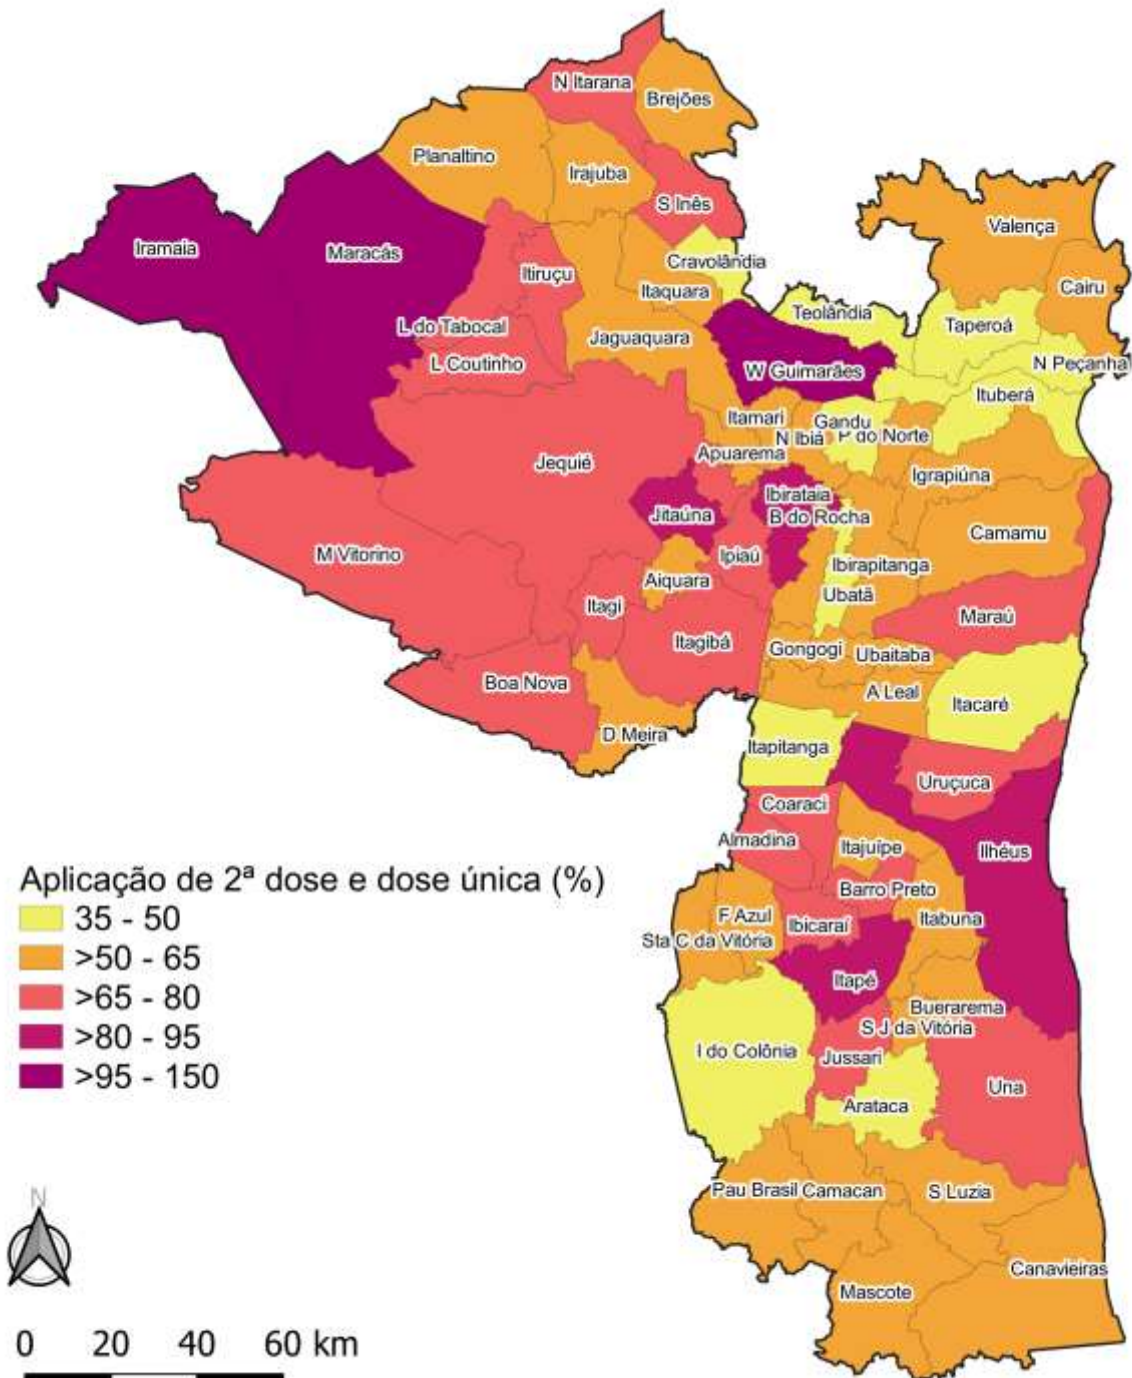 N Itarana
Brejões
Planaltino
Irajuba
S Inês
Valença
Iramaia
Maracás
Cravolândia
Itiruçu
Itaquara
Cairu
Teolândia
Taperoá
L do Tabocal
Jaguaquara
L Coutinho
W Guimarães
N Peçanha
Ituberá
Itamari
Gandu
N Ibiá
P do Norte
Apuarema
Jequié
Igrapiúna
Ibirataia
Jitaúna
B do Rocha
Camamu
M Vitorino
Ipiaú
Ibirapitanga
Aiquara
Ubatã
Itagi
Maraú
Itagibá
Gongogi
Ubaitaba
Boa Nova
A Leal
Itacaré
D Meira
Itapitanga
Uruçuca
Coaraci
Almadina
Itajuípe
Ilhéus
Barro Preto
F Azul
Ibicaraí
Itabuna
Sta C da Vitória
Itapé
Buerarema
S J da Vitória
I do Colônia
Jussari
Una
Arataca
Pau Brasil
Camacan
S Luzia
Canavieiras
Mascote
Aplicação de 2ª dose e dose única (%)
35 - 50
>50 - 65
>65 - 80
>80 - 95
>95 - 150
N
0 20 40 60 km